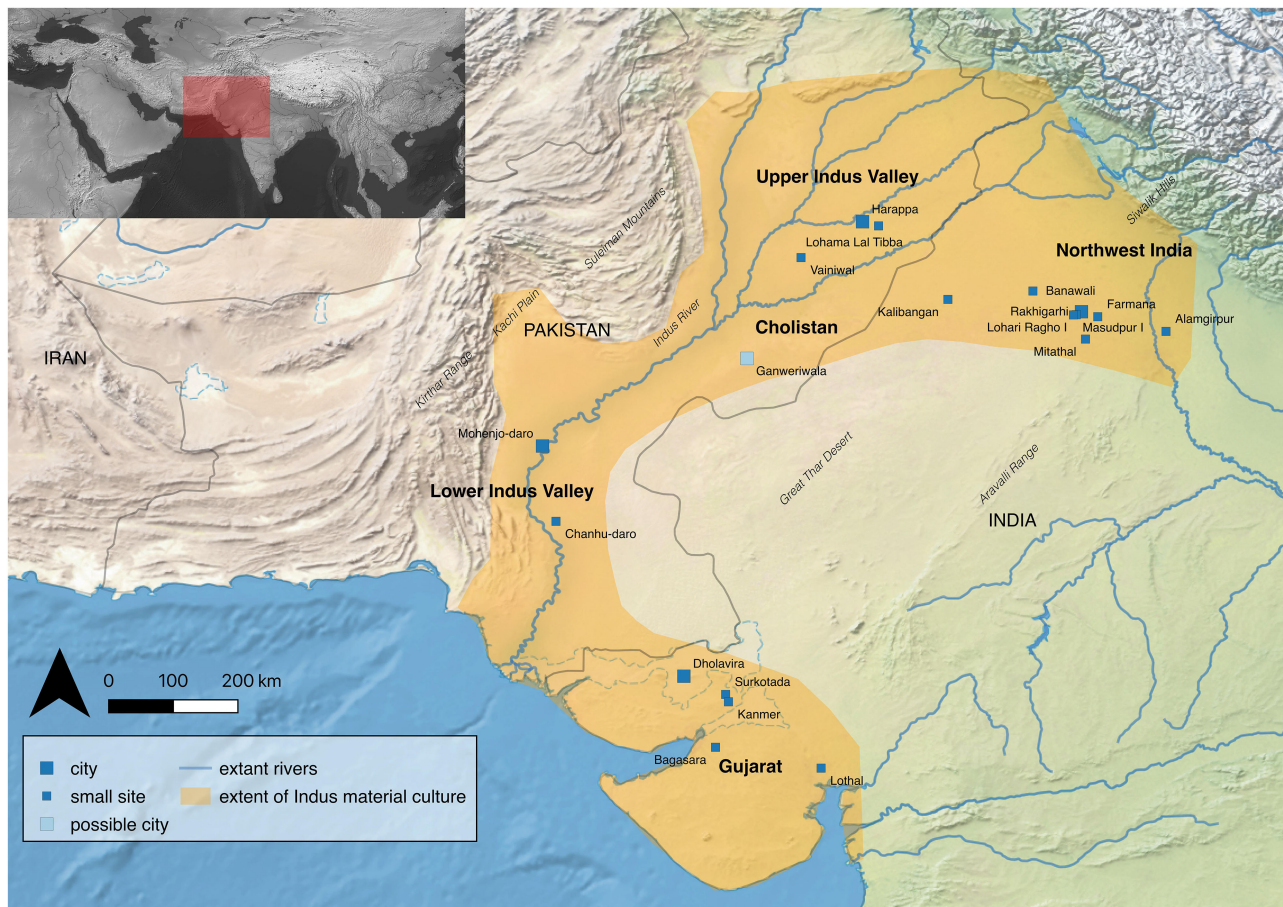 Upper Indus Valley
Harappa
Lohama Lal Tibba
Vainiwal
Suleiman Mountains
Siwalik Hills
Northwest India
Banawali
Kalibangan
Rakhigarhi
Farmana
Lohari Ragho I
Masudpur I
Alamgirpur
Mitathal
Kachi Plain
PAKISTAN
Indus River
Cholistan
IRAN
Kirthar Range
Ganweriwala
Mohenjo-daro
Great Thar Desert
Aravalli Range
Lower Indus Valley
INDIA
Chanhu-daro
Dholavira
Surkotada
Kanmer
Bagasara
Gujarat
Lothal
0 100 200 km
city
extant rivers
small site
extent of Indus material culture
possible city